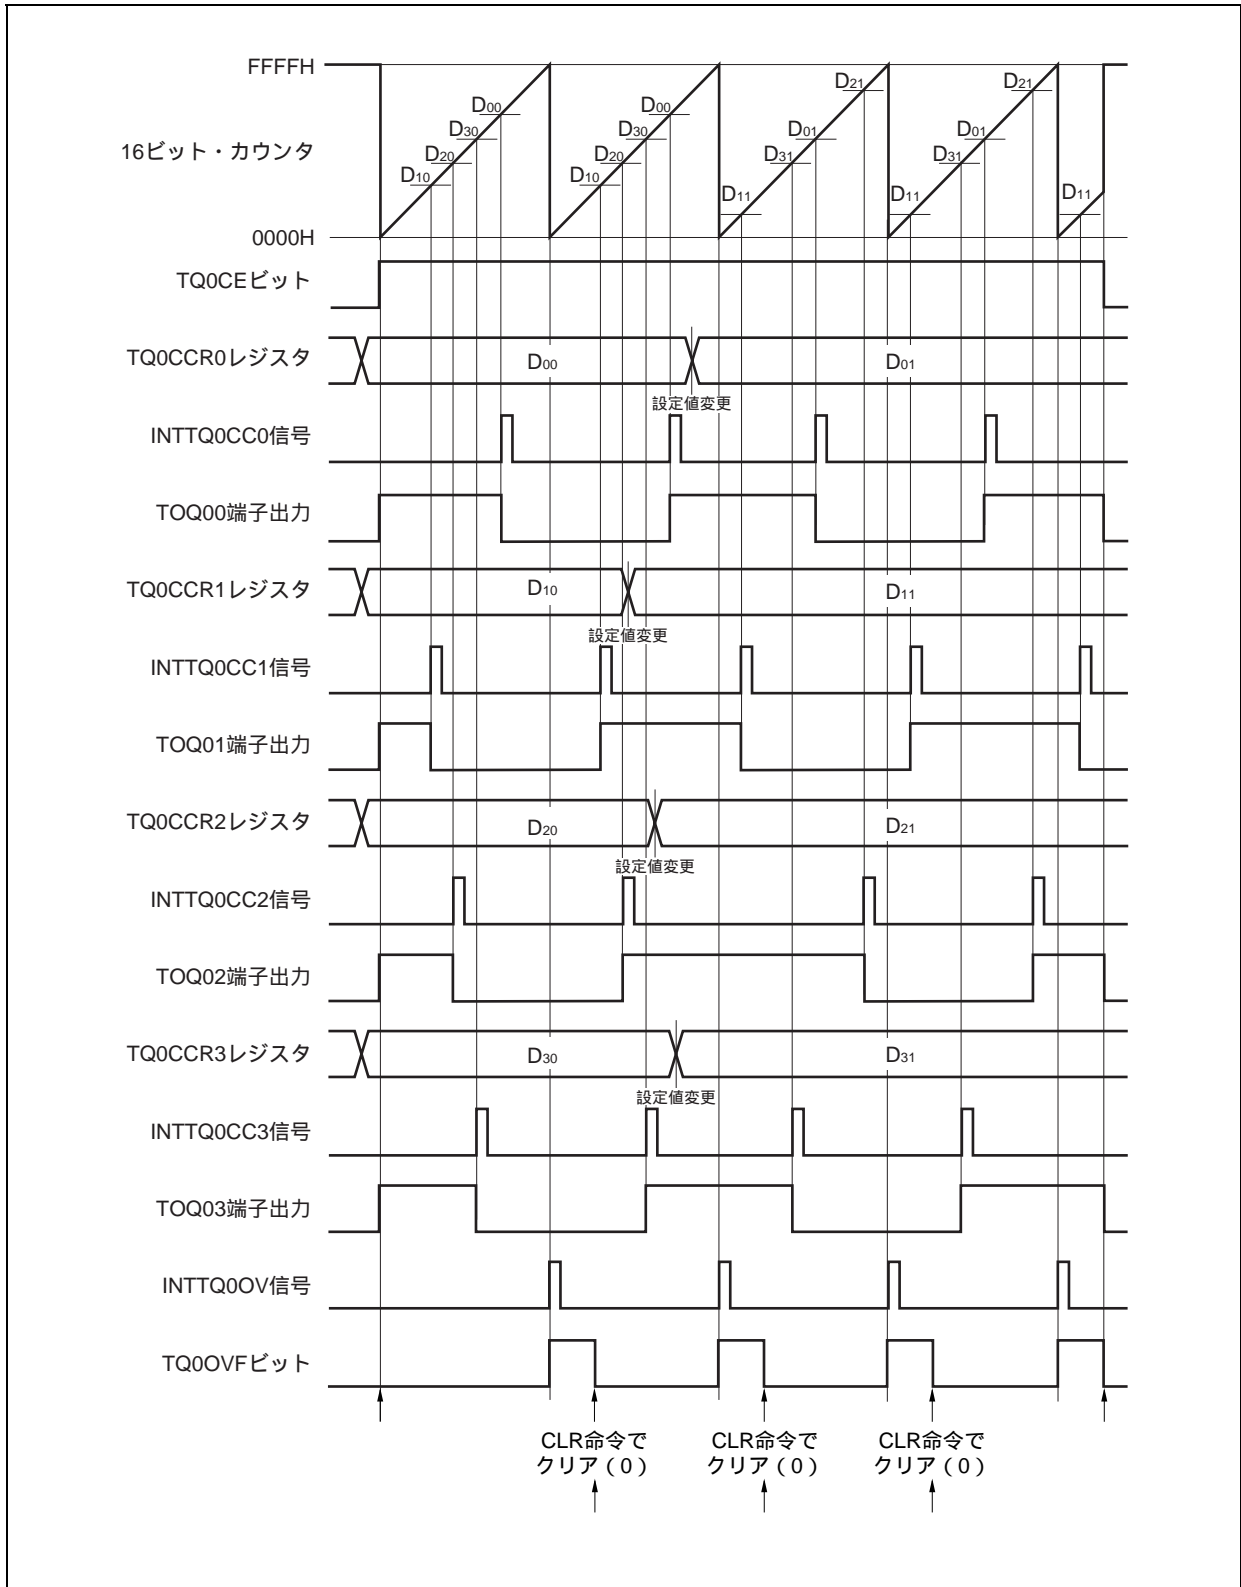 FFFFH
D00
D00
D21
D21
D30
D30
D01
D01
16ビット・カウンタ
D20
D20
D31
D31
D10
D10
D11
D11
D11
0000H
TQ0CEビット
TQ0CCR0レジスタ
D00
D01
設定値変更
INTTQ0CC0信号
TOQ00端子出力
TQ0CCR1レジスタ
D10
D11
設定値変更
INTTQ0CC1信号
TOQ01端子出力
TQ0CCR2レジスタ
D20
D21
設定値変更
INTTQ0CC2信号
TOQ02端子出力
TQ0CCR3レジスタ
D30
D31
設定値変更
INTTQ0CC3信号
TOQ03端子出力
INTTQ0OV信号
TQ0OVFビット
CLR命令で
クリア（0）
CLR命令で
クリア（0）
CLR命令で
クリア（0）